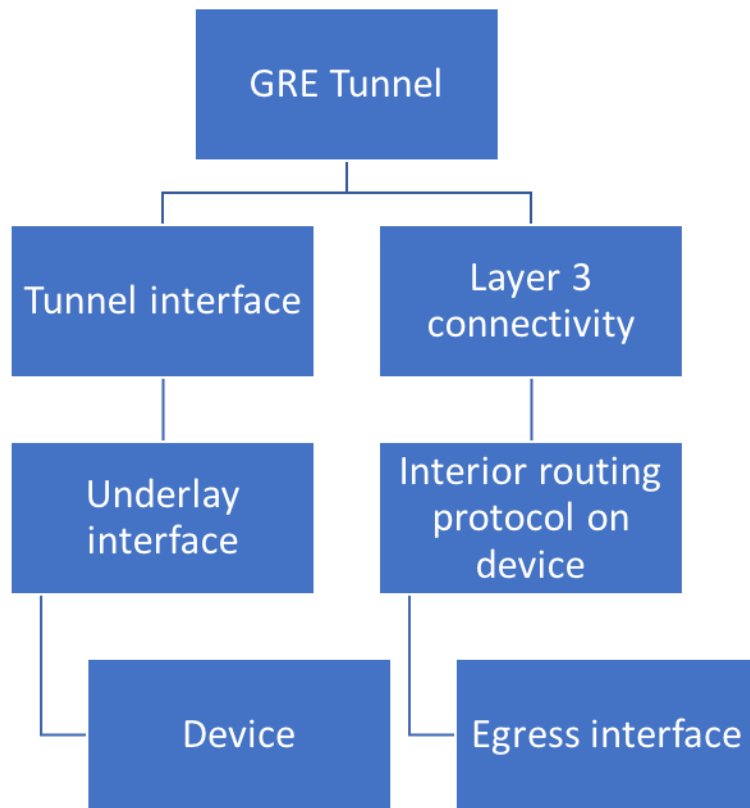 GRE Tunnel
Tunnel interface
Layer 3
connectivity
Underlay
interface
Interior routing
protocol on
device
Device
Egress interface